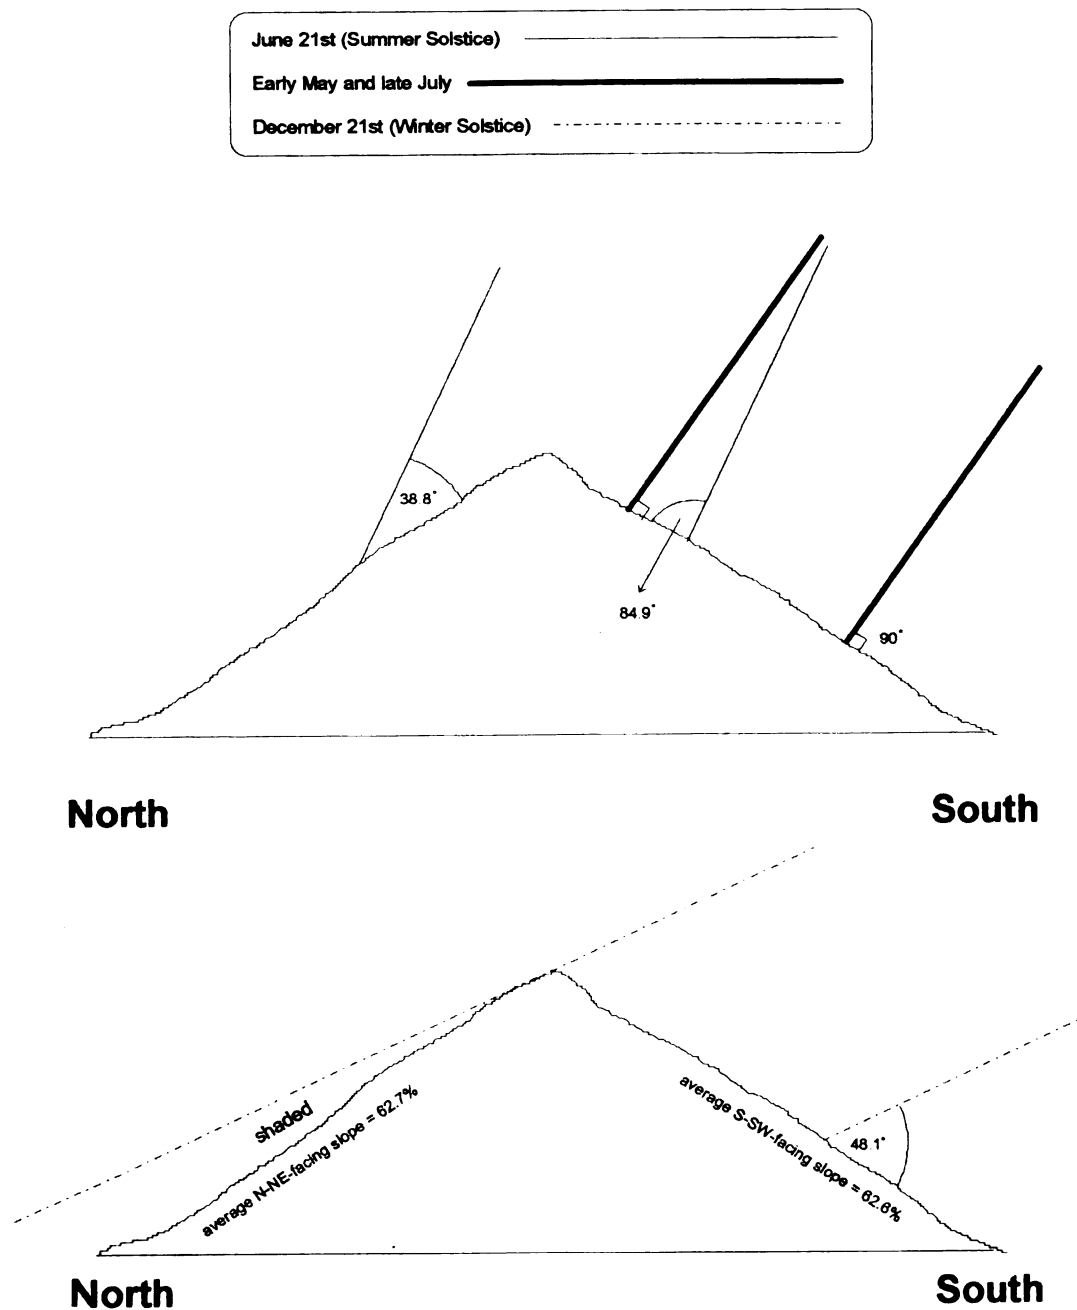 June 21st (Summer Solstice)
Early May and late July
December 21st (Winter Solstice)
38.8°
84.9°
90°
North
South
shaded
average N-NE-facing slope = 62.7%
average S-SW-facing slope = 62.6%
48.1°
North
South